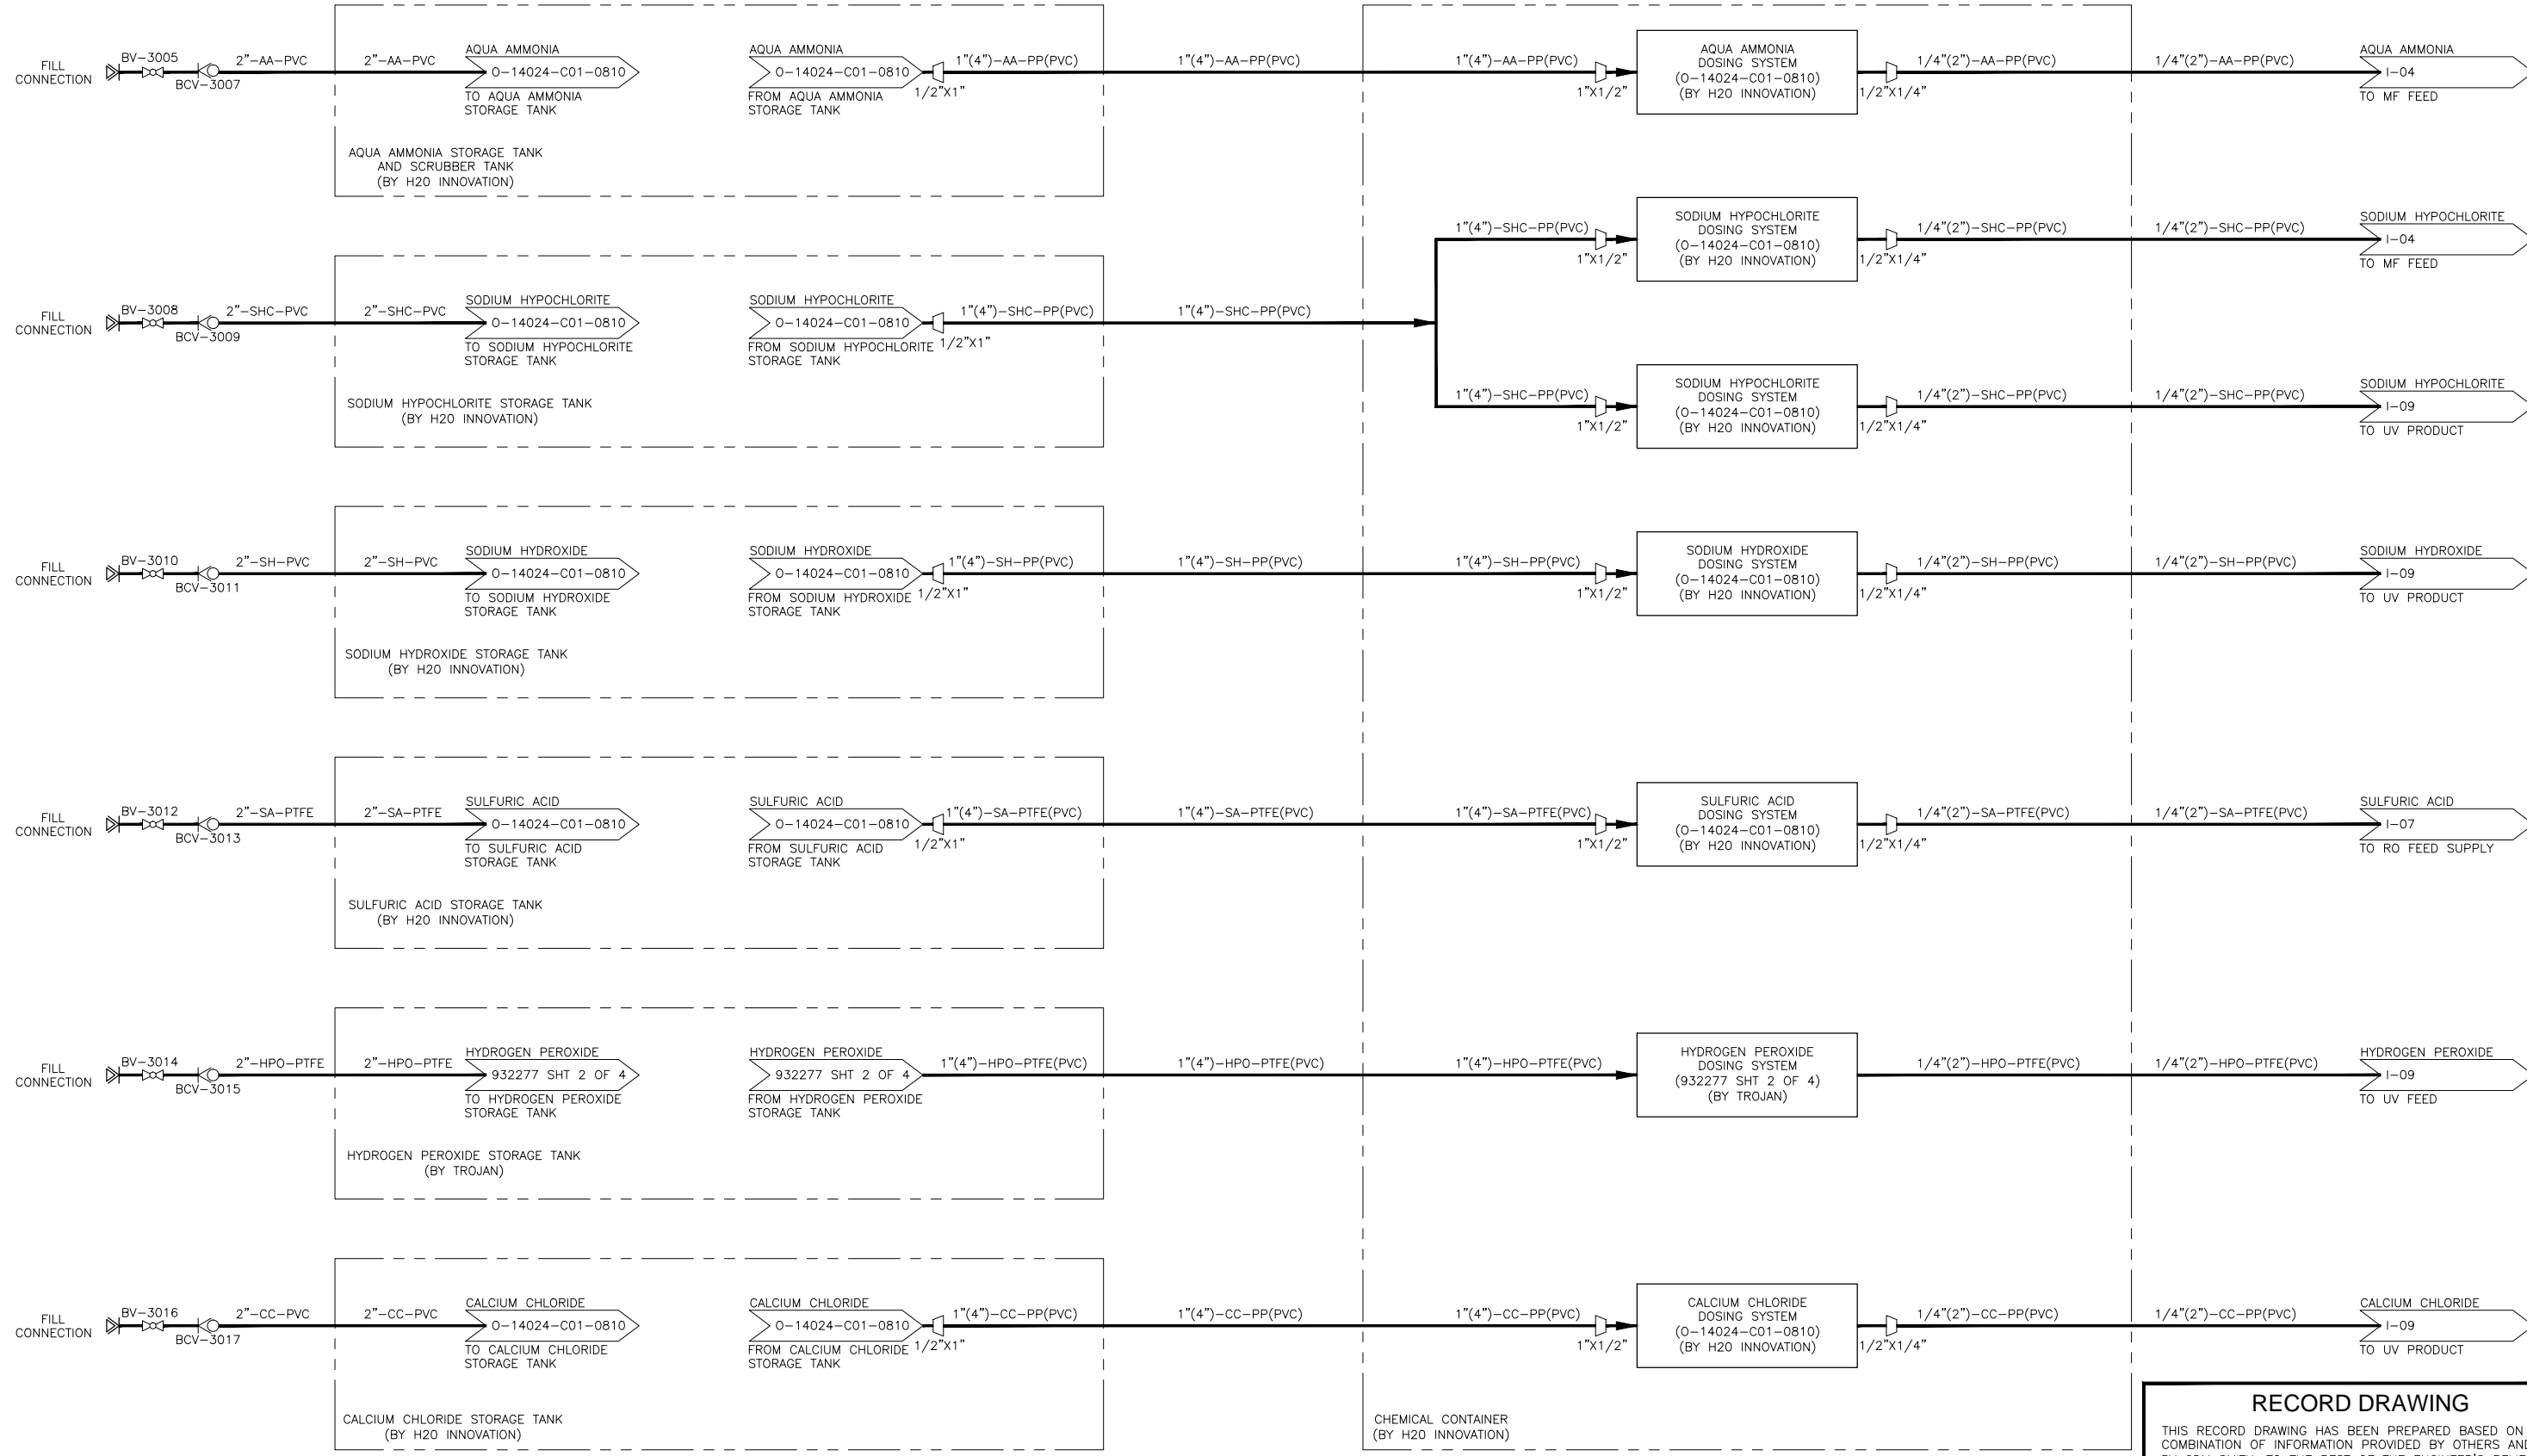 FILL
CONNECTION
BV-3005
BCV-3007
2"-AA-PVC
2"-AA-PVC
AQUA AMMONIA
O-14024-C01-0810
TO AQUA AMMONIA
STORAGE TANK
AQUA AMMONIA
O-14024-C01-0810
FROM AQUA AMMONIA
STORAGE TANK
1/2"X1"
1"(4")-AA-PP(PVC)
1"(4")-AA-PP(PVC)
1"(4")-AA-PP(PVC)
1"X1/2"
AQUA AMMONIA
DOSING SYSTEM
(O-14024-C01-0810)
(BY H20 INNOVATION)
1/2"X1/4"
1/4"(2")-AA-PP(PVC)
1/4"(2")-AA-PP(PVC)
AQUA AMMONIA
I-04
TO MF FEED
AQUA AMMONIA STORAGE TANK
AND SCRUBBER TANK
(BY H20 INNOVATION)
1"(4")-SHC-PP(PVC)
1"X1/2"
SODIUM HYPOCHLORITE
DOSING SYSTEM
(O-14024-C01-0810)
(BY H20 INNOVATION)
1/2"X1/4"
1/4"(2")-SHC-PP(PVC)
1/4"(2")-SHC-PP(PVC)
SODIUM HYPOCHLORITE
I-04
TO MF FEED
FILL
CONNECTION
BV-3008
BCV-3009
2"-SHC-PVC
2"-SHC-PVC
SODIUM HYPOCHLORITE
O-14024-C01-0810
TO SODIUM HYPOCHLORITE
STORAGE TANK
SODIUM HYPOCHLORITE
O-14024-C01-0810
FROM SODIUM HYPOCHLORITE
STORAGE TANK
1/2"X1"
1"(4")-SHC-PP(PVC)
1"(4")-SHC-PP(PVC)
SODIUM HYPOCHLORITE STORAGE TANK
(BY H20 INNOVATION)
1"(4")-SHC-PP(PVC)
1"X1/2"
SODIUM HYPOCHLORITE
DOSING SYSTEM
(O-14024-C01-0810)
(BY H20 INNOVATION)
1/2"X1/4"
1/4"(2")-SHC-PP(PVC)
1/4"(2")-SHC-PP(PVC)
SODIUM HYPOCHLORITE
I-09
TO UV PRODUCT
FILL
CONNECTION
BV-3010
BCV-3011
2"-SH-PVC
2"-SH-PVC
SODIUM HYDROXIDE
O-14024-C01-0810
TO SODIUM HYDROXIDE
STORAGE TANK
SODIUM HYDROXIDE
O-14024-C01-0810
FROM SODIUM HYDROXIDE
STORAGE TANK
1/2"X1"
1"(4")-SH-PP(PVC)
1"(4")-SH-PP(PVC)
1"(4")-SH-PP(PVC)
1"X1/2"
SODIUM HYDROXIDE
DOSING SYSTEM
(O-14024-C01-0810)
(BY H20 INNOVATION)
1/2"X1/4"
1/4"(2")-SH-PP(PVC)
1/4"(2")-SH-PP(PVC)
SODIUM HYDROXIDE
I-09
TO UV PRODUCT
SODIUM HYDROXIDE STORAGE TANK
(BY H20 INNOVATION)
FILL
CONNECTION
BV-3012
BCV-3013
2"-SA-PTFE
2"-SA-PTFE
SULFURIC ACID
O-14024-C01-0810
TO SULFURIC ACID
STORAGE TANK
SULFURIC ACID
O-14024-C01-0810
FROM SULFURIC ACID
STORAGE TANK
1/2"X1"
1"(4")-SA-PTFE(PVC)
1"(4")-SA-PTFE(PVC)
1"(4")-SA-PTFE(PVC)
1"X1/2"
SULFURIC ACID
DOSING SYSTEM
(O-14024-C01-0810)
(BY H20 INNOVATION)
1/2"X1/4"
1/4"(2")-SA-PTFE(PVC)
1/4"(2")-SA-PTFE(PVC)
SULFURIC ACID
I-07
TO RO FEED SUPPLY
SULFURIC ACID STORAGE TANK
(BY H20 INNOVATION)
FILL
CONNECTION
BV-3014
BCV-3015
2"-HPO-PTFE
2"-HPO-PTFE
HYDROGEN PEROXIDE
932277 SHT 2 OF 4
TO HYDROGEN PEROXIDE
STORAGE TANK
HYDROGEN PEROXIDE
932277 SHT 2 OF 4
FROM HYDROGEN PEROXIDE
STORAGE TANK
1"(4")-HPO-PTFE(PVC)
1"(4")-HPO-PTFE(PVC)
1"(4")-HPO-PTFE(PVC)
HYDROGEN PEROXIDE
DOSING SYSTEM
(932277 SHT 2 OF 4)
(BY TROJAN)
1/4"(2")-HPO-PTFE(PVC)
1/4"(2")-HPO-PTFE(PVC)
HYDROGEN PEROXIDE
I-09
TO UV FEED
HYDROGEN PEROXIDE STORAGE TANK
(BY TROJAN)
FILL
CONNECTION
BV-3016
BCV-3017
2"-CC-PVC
2"-CC-PVC
CALCIUM CHLORIDE
O-14024-C01-0810
TO CALCIUM CHLORIDE
STORAGE TANK
CALCIUM CHLORIDE
O-14024-C01-0810
FROM CALCIUM CHLORIDE
STORAGE TANK
1/2"X1"
1"(4")-CC-PP(PVC)
1"(4")-CC-PP(PVC)
1"(4")-CC-PP(PVC)
1"X1/2"
CALCIUM CHLORIDE
DOSING SYSTEM
(O-14024-C01-0810)
(BY H20 INNOVATION)
1/2"X1/4"
1/4"(2")-CC-PP(PVC)
1/4"(2")-CC-PP(PVC)
CALCIUM CHLORIDE
I-09
TO UV PRODUCT
CALCIUM CHLORIDE STORAGE TANK
(BY H20 INNOVATION)
CHEMICAL CONTAINER
(BY H20 INNOVATION)
RECORD DRAWING
THIS RECORD DRAWING HAS BEEN PREPARED BASED ON
COMBINATION OF INFORMATION PROVIDED BY OTHERS